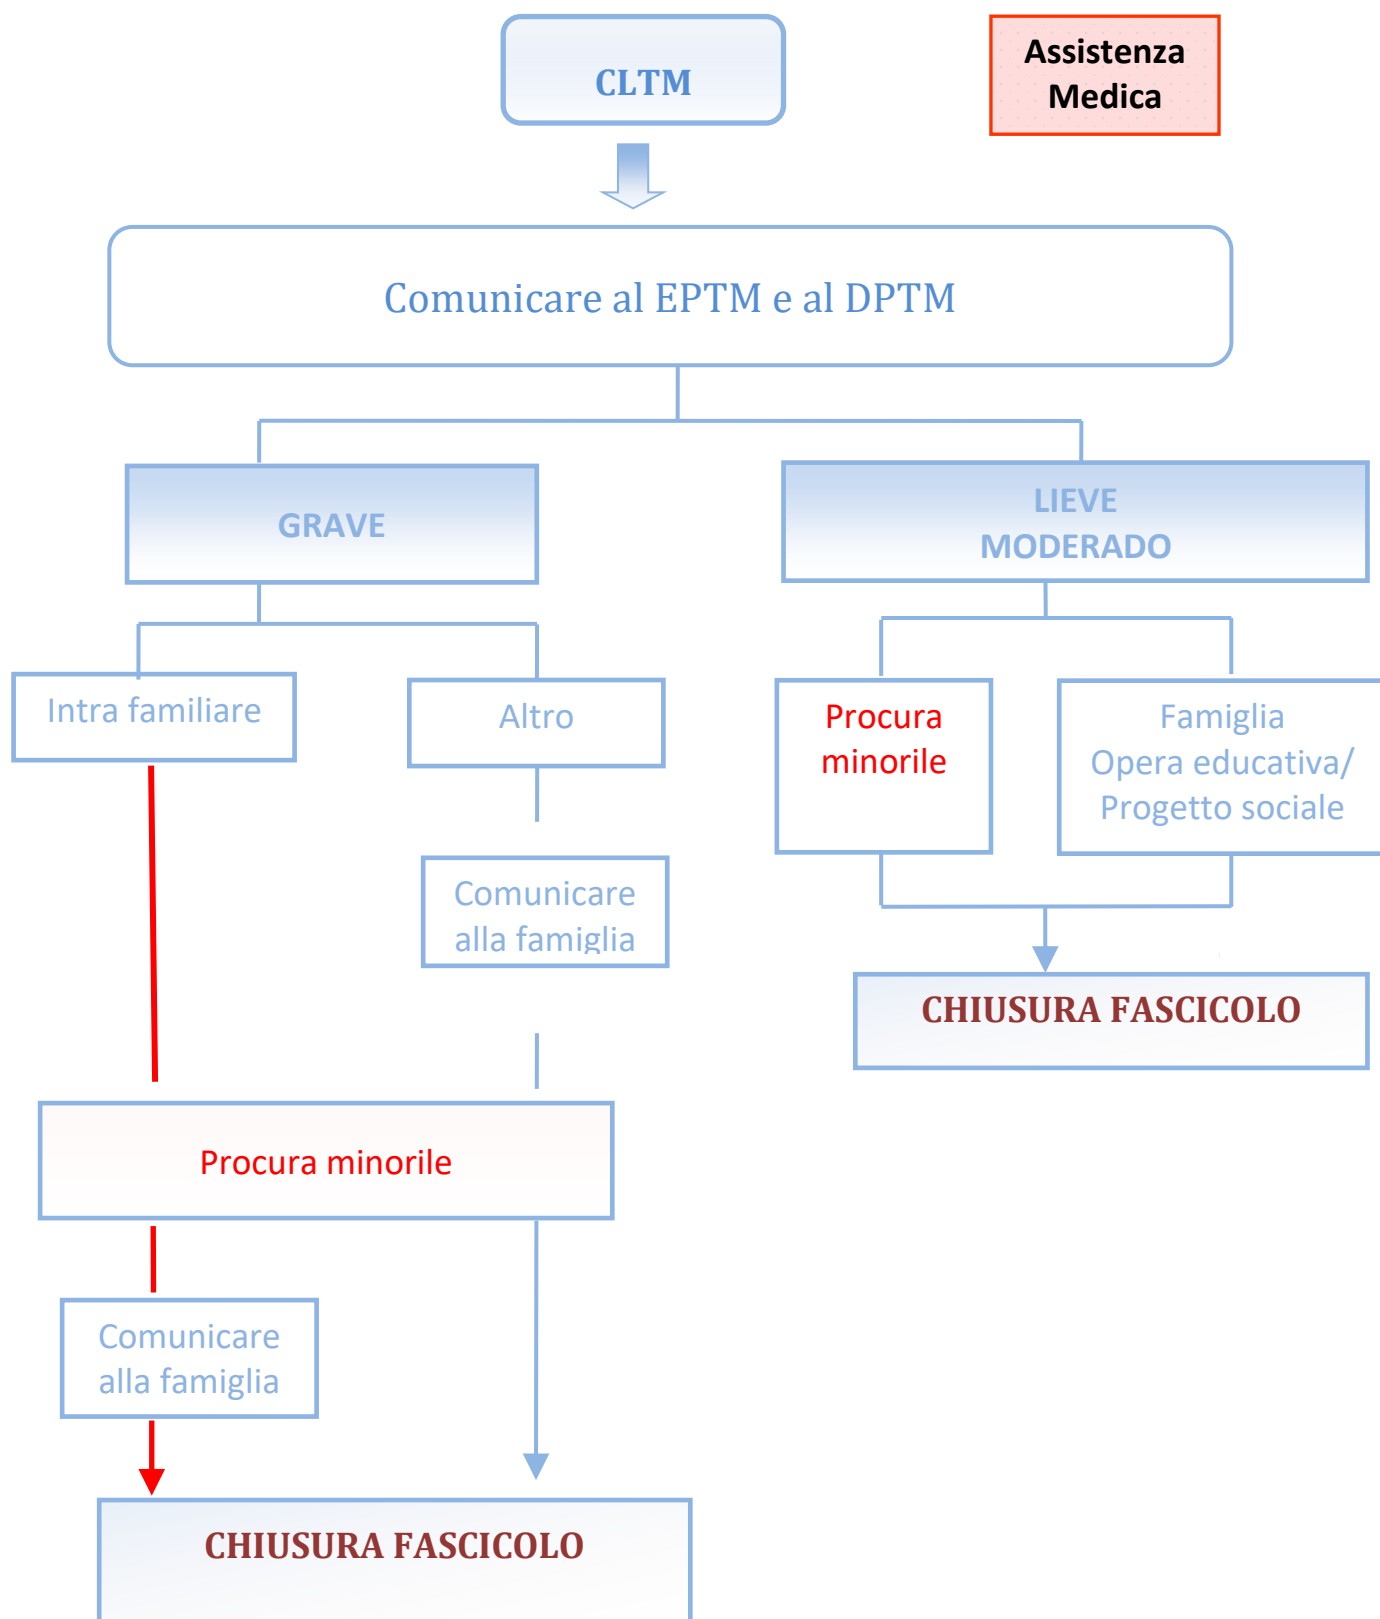 CLTM
Assistenza
Medica
Comunicare al EPTM e al DPTM
GRAVE
LIEVE
MODERADO
Intra familiare
Altro
Procura
minorile
Famiglia
Opera educativa/
Progetto sociale
Comunicare
alla famiglia
CHIUSURA FASCICOLO
Procura minorile
Comunicare
alla famiglia
CHIUSURA FASCICOLO